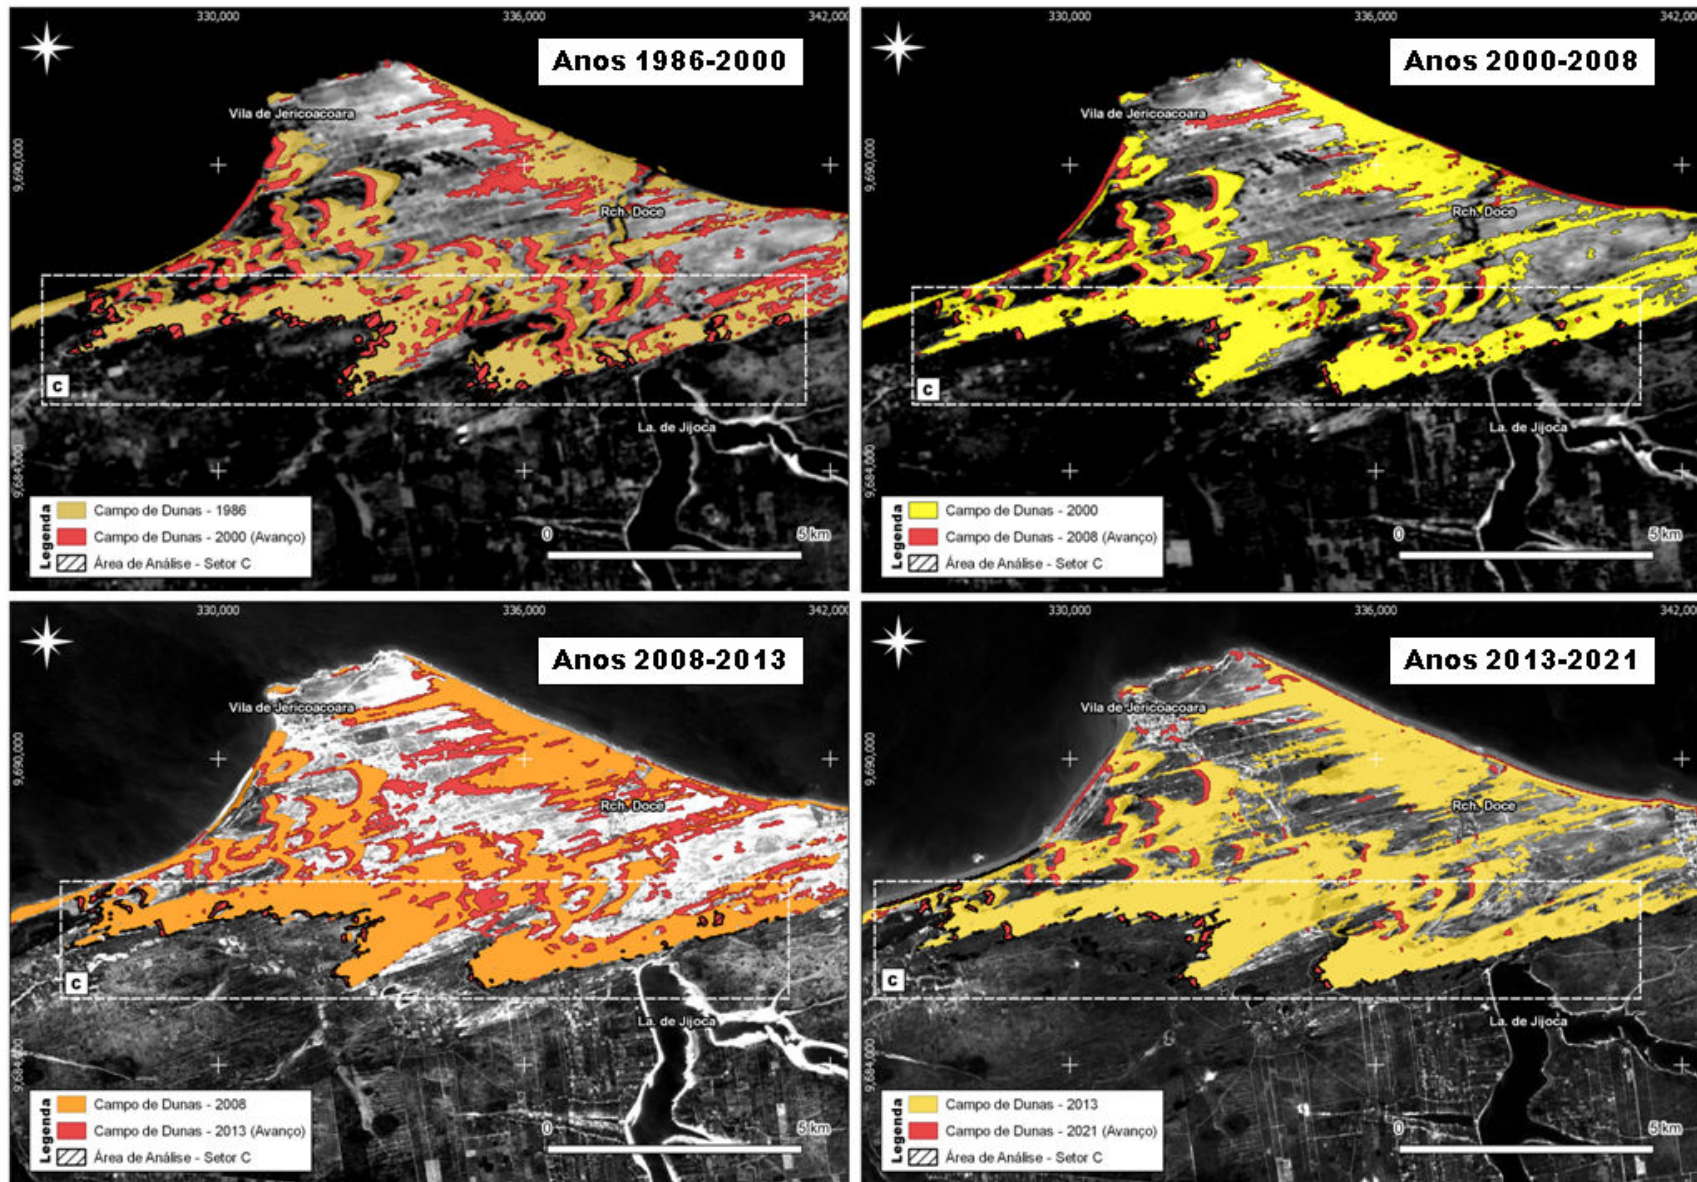 330,000 336,000 342,000
Anos 1986-2000
Vila de Jericoacoara
9,690,000
Rch. Doce
C
La. de Jijoca
9,684,000
Legenda
Campo de Dunas - 1986
Campo de Dunas - 2000 (Avanço)
Área de Análise - Setor C
0 5 km
330,000 336,000 342,000
Anos 2000-2008
Vila de Jericoacoara
9,690,000
Rch. Doce
C
La. de Jijoca
9,684,000
Legenda
Campo de Dunas - 2000
Campo de Dunas - 2008 (Avanço)
Área de Análise - Setor C
0 5 km
330,000 336,000 342,000
Anos 2008-2013
Vila de Jericoacoara
9,690,000
Rch. Doce
C
La. de Jijoca
9,684,000
Legenda
Campo de Dunas - 2008
Campo de Dunas - 2013 (Avanço)
Área de Análise - Setor C
0 5 km
330,000 336,000 342,000
Anos 2013-2021
Vila de Jericoacoara
9,690,000
Rch. Doce
C
La. de Jijoca
9,684,000
Legenda
Campo de Dunas - 2013
Campo de Dunas - 2021 (Avanço)
Área de Análise - Setor C
0 5 km